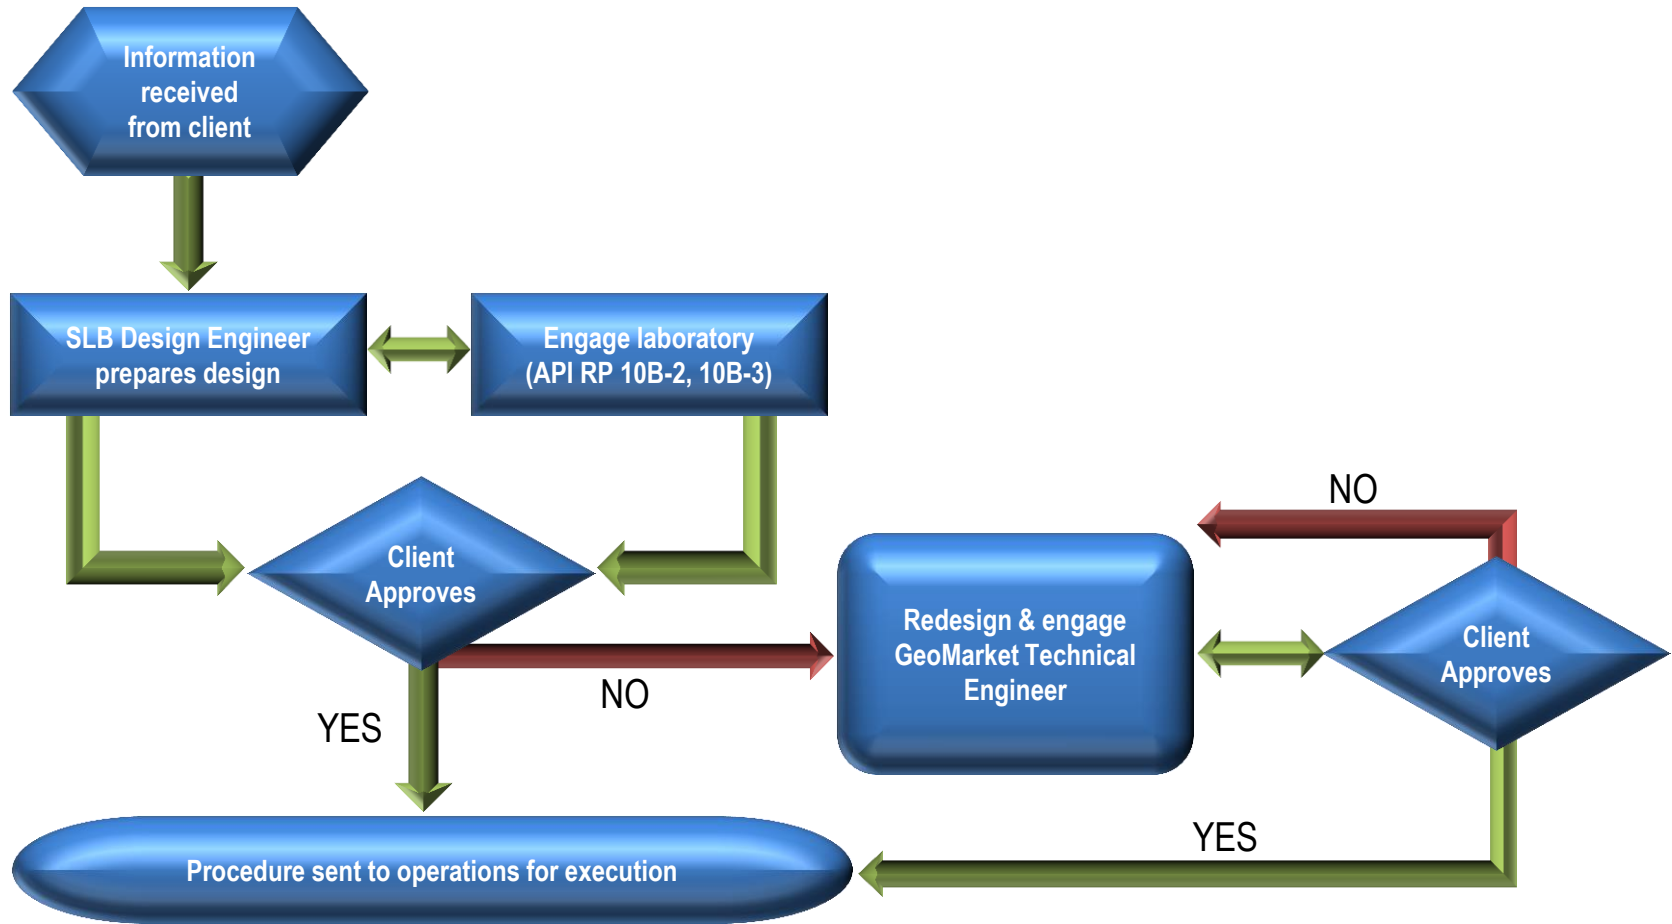 Information
received
from client
SLB Design Engineer
prepares design
Engage laboratory
(API RP 10B-2, 10B-3)
Client
Approves
NO
YES
Redesign & engage
GeoMarket Technical
Engineer
NO
Client
Approves
YES
Procedure sent to operations for execution